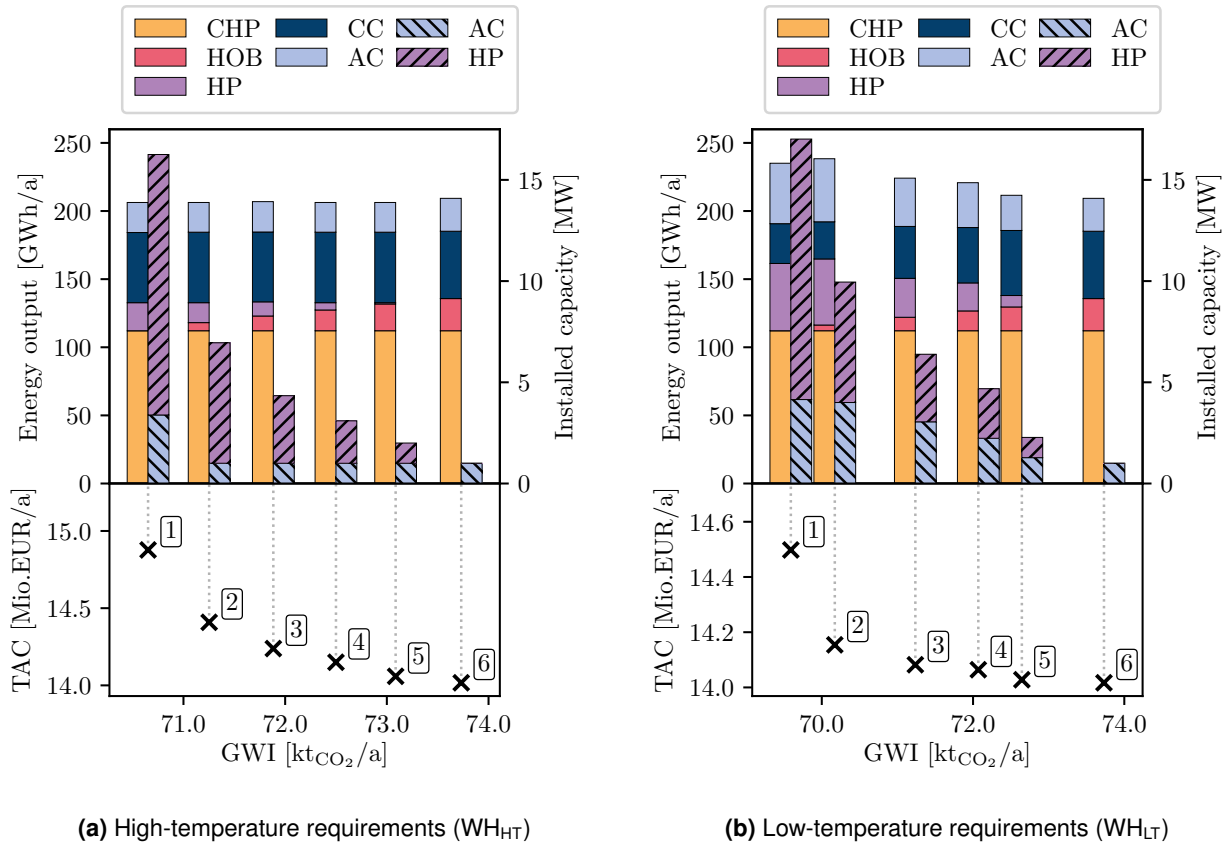 CHP CC AC
HOB AC HP
HP
Energy output [GWh/a]
250
200
150
100
50
0
Installed capacity [MW]
15
10
5
0
TAC [Mio.EUR/a]
15.0
14.5
14.0
1
2
3
4
5
6
71.0 72.0 73.0 74.0
GWI [kt_CO₂/a]
(a) High-temperature requirements (WH_HT)
CHP CC AC
HOB AC HP
HP
Energy output [GWh/a]
250
200
150
100
50
0
Installed capacity [MW]
15
10
5
0
TAC [Mio.EUR/a]
14.6
14.4
14.2
14.0
1
2
3
4
5
6
70.0 72.0 74.0
GWI [kt_CO₂/a]
(b) Low-temperature requirements (WH_LT)